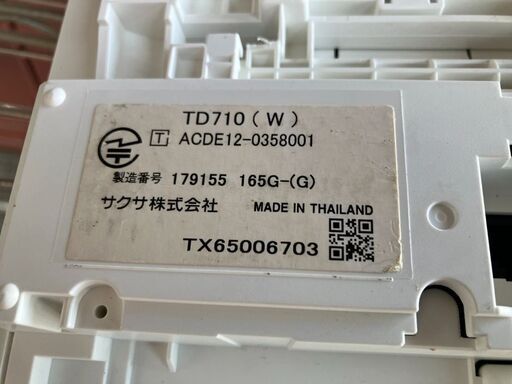 TD710(W)
T ACDE12-0358001
製造番号 179155 165G-(G)
サクサ株式会社 MADE IN THAILAND
TX65006703